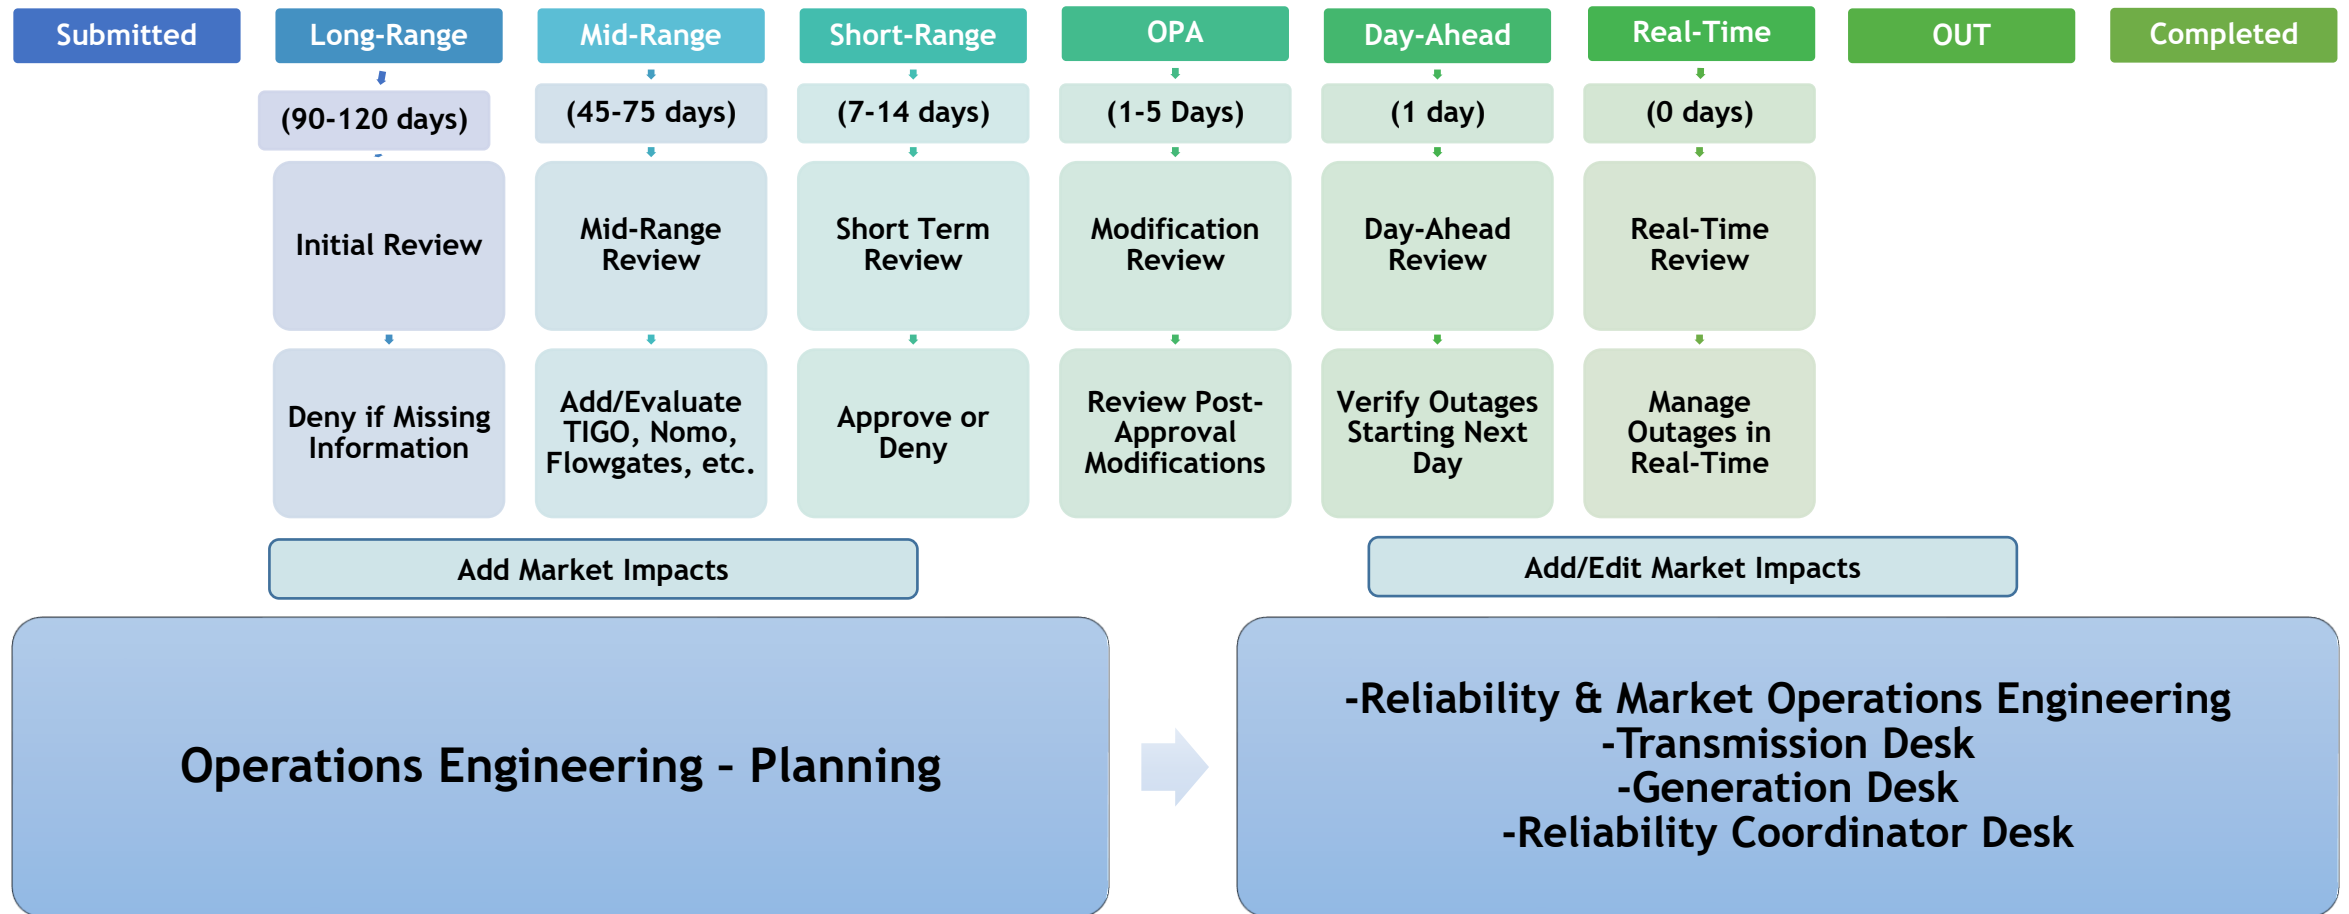 Submitted
Long-Range
Mid-Range
Short-Range
OPA
Day-Ahead
Real-Time
OUT
Completed
(90-120 days)
(45-75 days)
(7-14 days)
(1-5 Days)
(1 day)
(0 days)
Initial Review
Mid-Range
Review
Short Term
Review
Modification
Review
Day-Ahead
Review
Real-Time
Review
Deny if Missing
Information
Add/Evaluate
TIGO, Nomo,
Flowgates, etc.
Approve or
Deny
Review Post-
Approval
Modifications
Verify Outages
Starting Next
Day
Manage
Outages in
Real-Time
Add Market Impacts
Add/Edit Market Impacts
Operations Engineering – Planning
-Reliability & Market Operations Engineering
-Transmission Desk
-Generation Desk
-Reliability Coordinator Desk